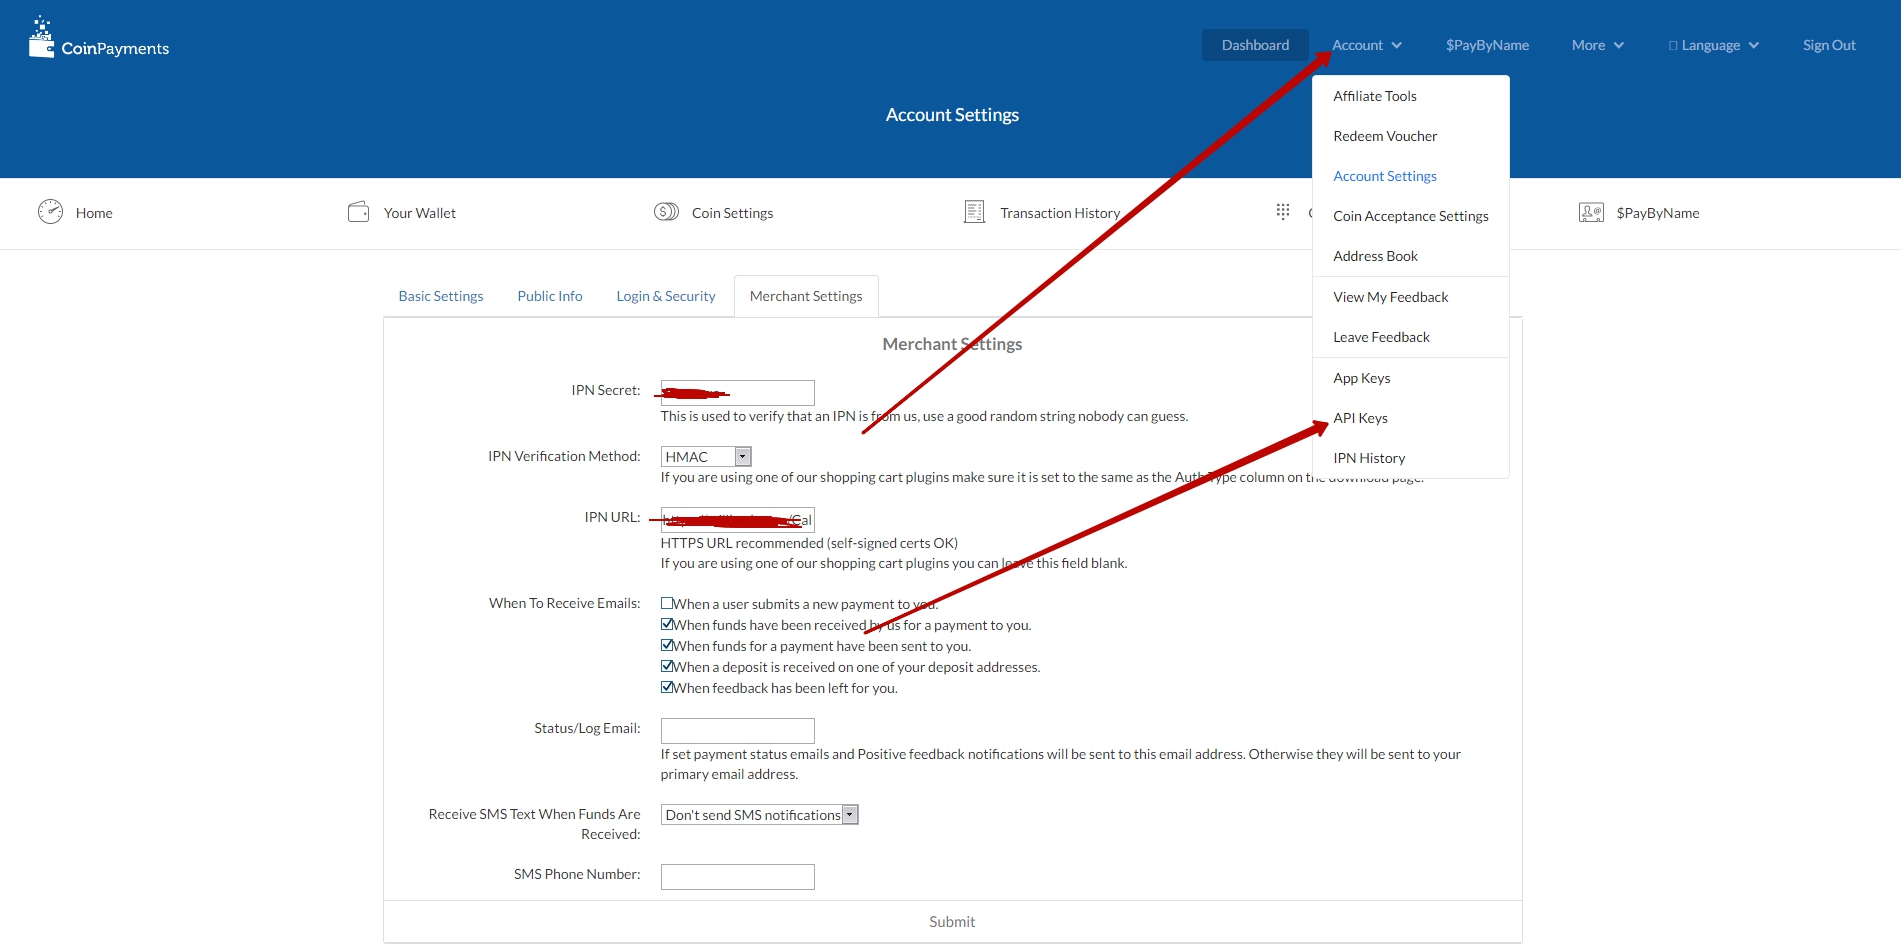 CoinPayments
Dashboard
Account
$PayByName
More
Language
Sign Out
Account Settings
Affiliate Tools
Redeem Voucher
Account Settings
Coin Acceptance Settings
Address Book
View My Feedback
Leave Feedback
App Keys
API Keys
IPN History
Home
Your Wallet
Coin Settings
Transaction History
$PayByName
Basic Settings
Public Info
Login & Security
Merchant Settings
Merchant Settings
IPN Secret:
This is used to verify that an IPN is from us, use a good random string nobody can guess.
IPN Verification Method:
HMAC
If you are using one of our shopping cart plugins make sure it is set to the same as the Auth Type column on the download page.
IPN URL:
/Cal
HTTPS URL recommended (self-signed certs OK)
If you are using one of our shopping cart plugins you can leave this field blank.
When To Receive Emails:
When a user submits a new payment to you.
When funds have been received by us for a payment to you.
When funds for a payment have been sent to you.
When a deposit is received on one of your deposit addresses.
When feedback has been left for you.
Status/Log Email:
If set payment status emails and Positive feedback notifications will be sent to this email address. Otherwise they will be sent to your
primary email address.
Receive SMS Text When Funds Are
Received:
Don't send SMS notifications
SMS Phone Number:
Submit